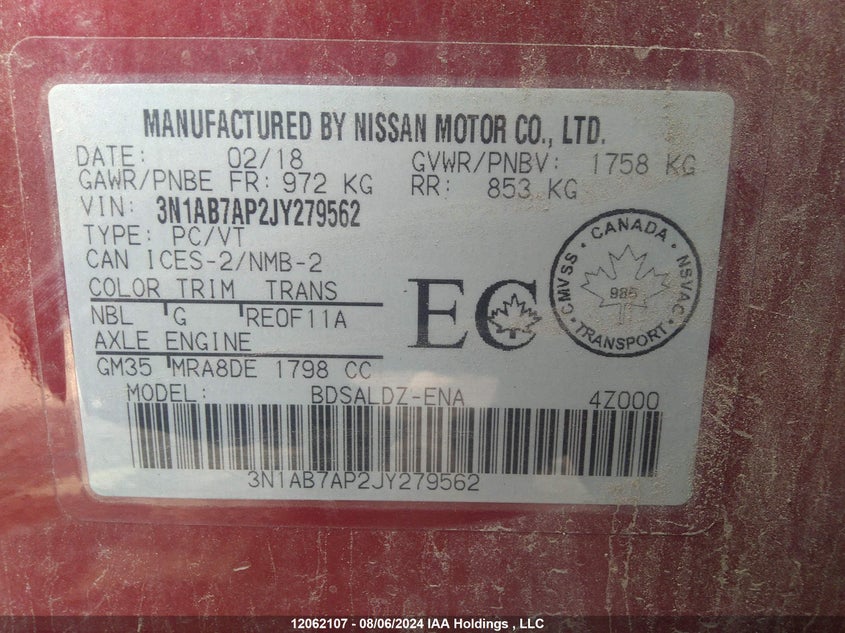 MANUFACTURED BY NISSAN MOTOR CO., LTD.
DATE: 02/18 GVWR/PNBV: 1758 KG
GAWR/PNBE FR: 972 KG RR: 853 KG
VIN: 3N1AB7AP2JY279562
TYPE: PC/VT
CAN ICES-2/NMB-2
COLOR TRIM TRANS
NBL G RE0F11A
AXLE ENGINE
GM35 MRA8DE 1798 CC
EC
CANADA
CMVSS
NSVAC
985
TRANSPORT
MODEL: BDSALDZ-ENA 4Z000
3N1AB7AP2JY279562
12062107 - 08/06/2024 IAA Holdings , LLC